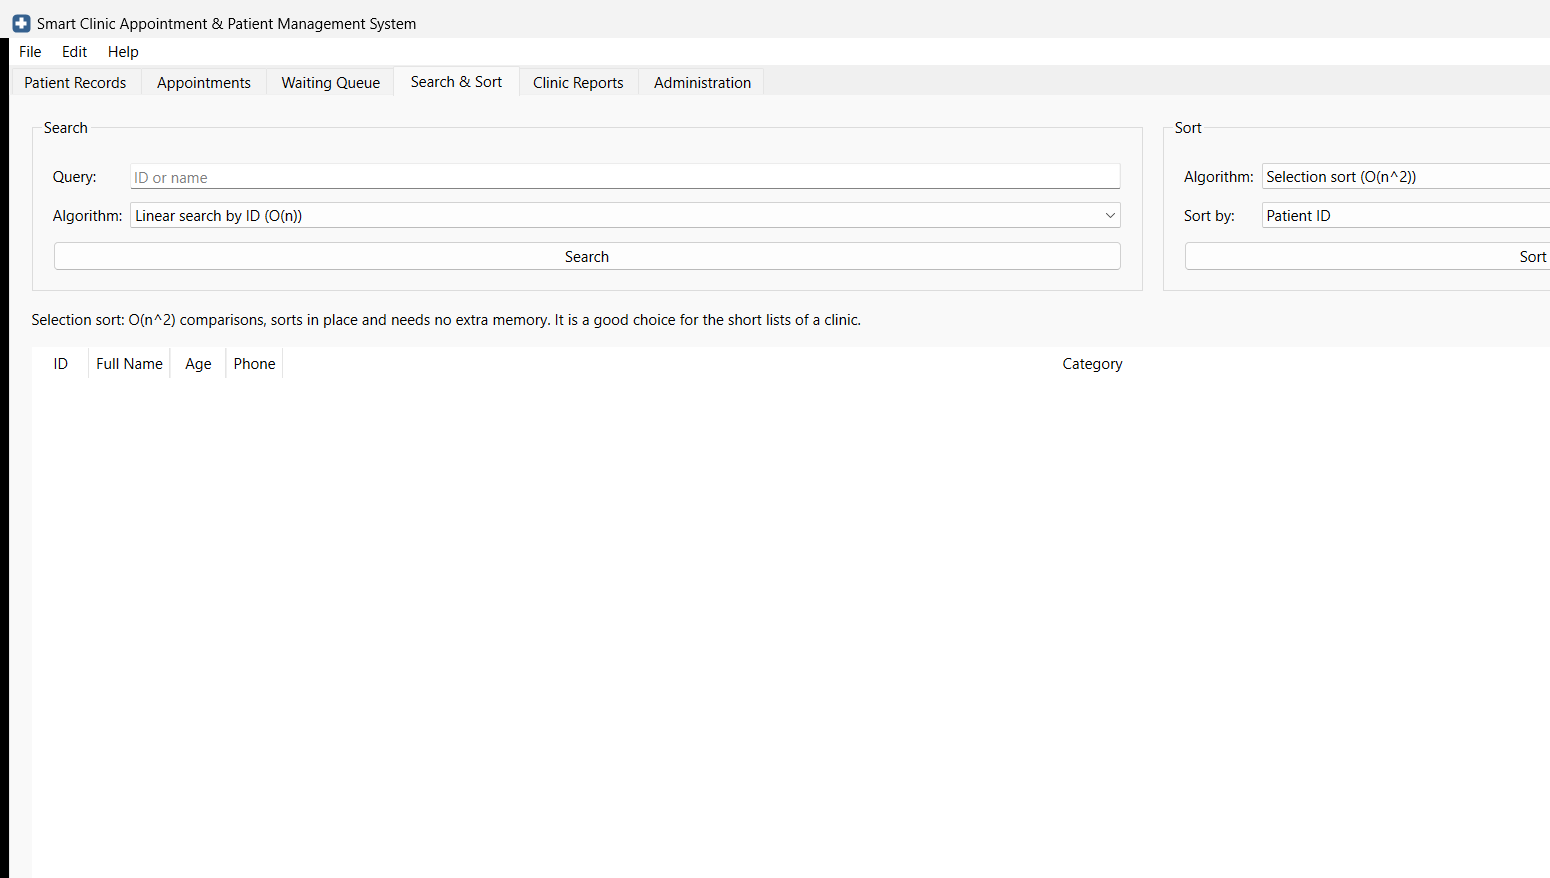 Smart Clinic Appointment & Patient Management System
File Edit Help
Patient Records Appointments Waiting Queue Search & Sort Clinic Reports Administration
Search
Query: ID or name
Algorithm: Linear search by ID (O(n))
Search
Sort
Algorithm: Selection sort (O(n^2))
Sort by: Patient ID
Sort
Selection sort: O(n^2) comparisons, sorts in place and needs no extra memory. It is a good choice for the short lists of a clinic.
ID Full Name Age Phone Category